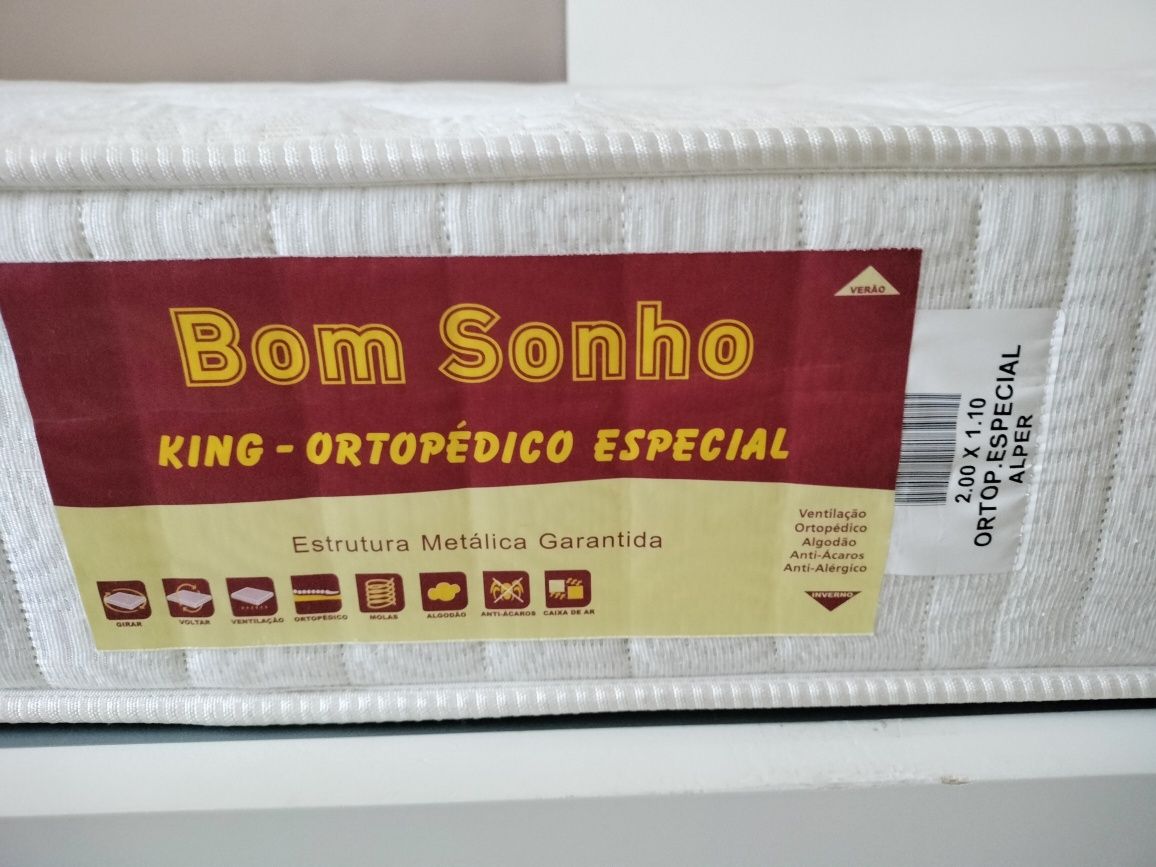 VERÃO
Bom Sonho
KING - ORTOPÉDICO ESPECIAL
Estrutura Metálica Garantida
Ventilação
Ortopédico
Algodão
Anti-Ácaros
Anti-Alérgico
INVERNO
GIRAR
VOLTAR
VENTILAÇÃO
ORTOPEDICO
MOLAS
ALGODÃO
ANTI-ÁCAROS
CAIXA DE AR
2.00 X 1.10
ORTOP.ESPECIAL
ALPER